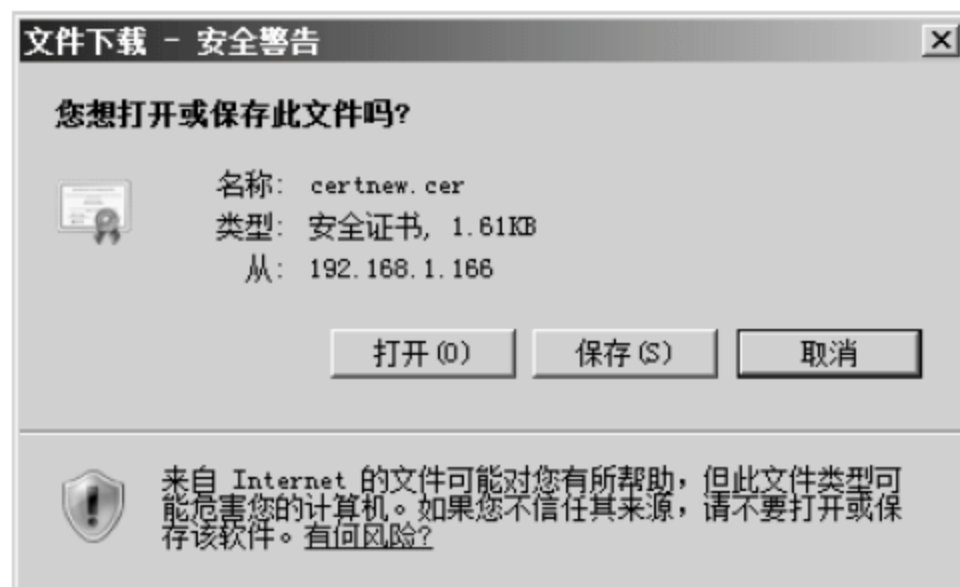 文件下载 - 安全警告
您想打开或保存此文件吗?
名称: certnew.cer
类型: 安全证书, 1.61KB
从: 192.168.1.166
打开(O) 保存(S) 取消
来自 Internet 的文件可能对您有所帮助，但此文件类型可
能危害您的计算机。如果您不信任其来源，请不要打开或保
存该软件。有何风险?